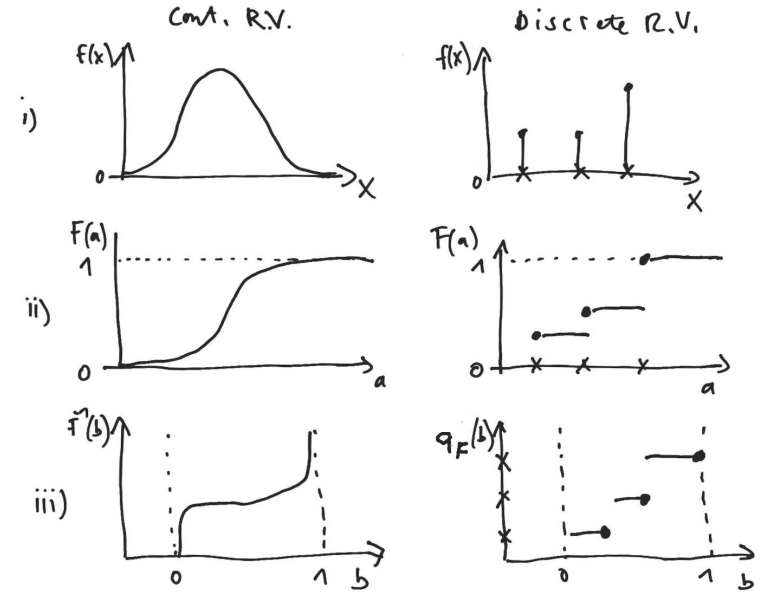 Cont. R.V. Discrete R.V.
i) f(x) f(x)
0 x 0 x
F(a) F(a)
1 1
ii)
0 a 0 a
F⁻¹(b) q_F(b)
iii)
0 1 b 0 1 b